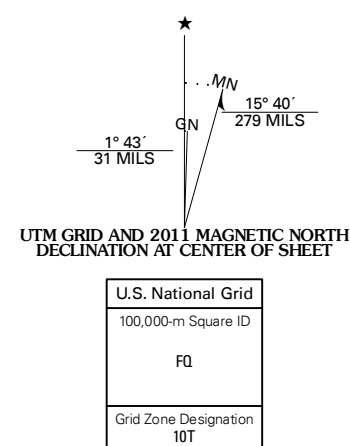 MN
GN
15° 40´
279 MILS
1° 43´
31 MILS
UTM GRID AND 2011 MAGNETIC NORTH
DECLINATION AT CENTER OF SHEET
U.S. National Grid
100,000-m Square ID
FQ
Grid Zone Designation
10T